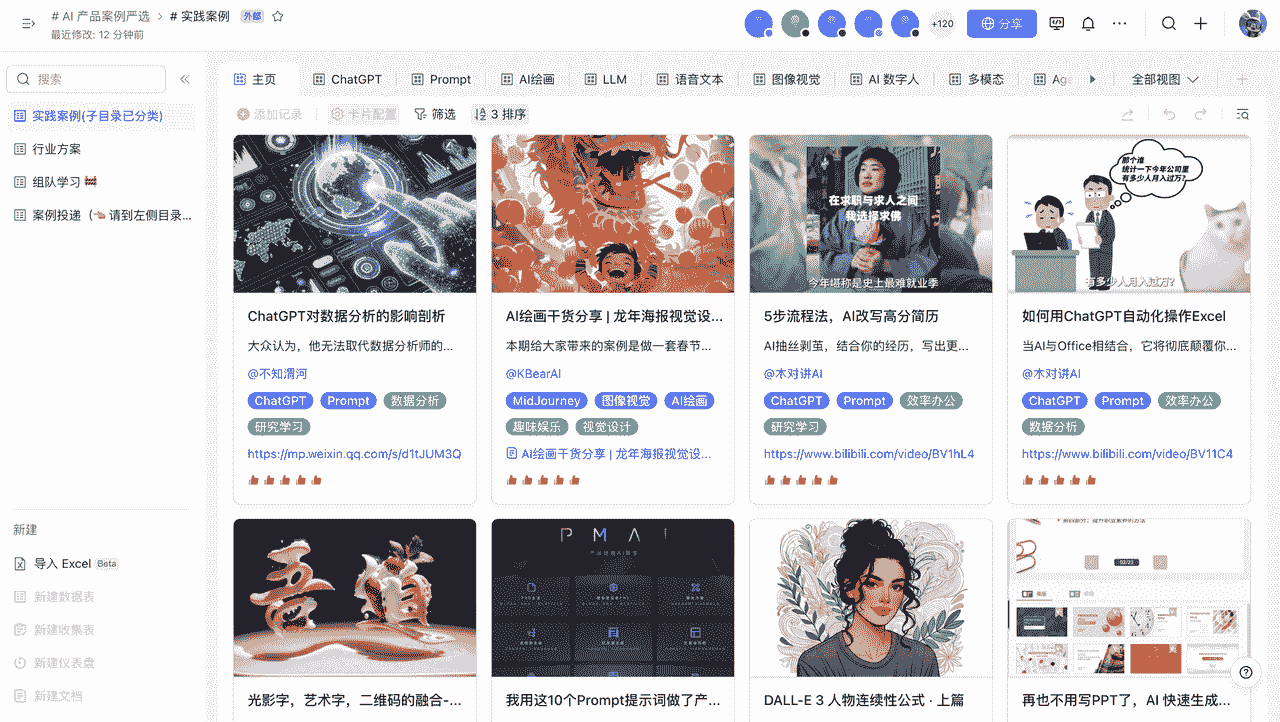 # AI 产品案例严选 > # 实践案例 外部
最近修改: 12 分钟前
+120
分享
搜索
实践案例(子目录已分类)
行业方案
组队学习 🚧
案例投递（👈 请到左侧目录...
新建
导入 Excel Beta
新建数据表
新建收集表
新建仪表盘
新建文档
主页 ChatGPT Prompt AI绘画 LLM 语音文本 图像视觉 AI 数字人 多模态 Age 全部视图
添加记录 卡片配置 筛选 3 排序
ChatGPT对数据分析的影响剖析
大众认为，他无法取代数据分析师的...
@不知渭河
ChatGPT Prompt 数据分析
研究学习
https://mp.weixin.qq.com/s/d1tJUM3Q
AI绘画干货分享 | 龙年海报视觉设...
本期给大家带来的案例是做一套春节...
@KBearAI
MidJourney 图像视觉 AI绘画
趣味娱乐 视觉设计
AI绘画干货分享 | 龙年海报视觉设...
在求职与求人之间
我选择求佛
今年堪称是史上最难就业季
5步流程法，AI改写高分简历
AI抽丝剥茧，结合你的经历，写出更...
@木对讲AI
ChatGPT Prompt 效率办公
研究学习
https://www.bilibili.com/video/BV1hL4
那个谁
统计一下今年公司里
有多少人月入过万?
有多少人月入过万?
如何用ChatGPT自动化操作Excel
当AI与Office相结合，它将彻底颠覆你...
@木对讲AI
ChatGPT Prompt 效率办公
数据分析
https://www.bilibili.com/video/BV11C4
光影字，艺术字，二维码的融合-...
P M A I
我用这10个Prompt提示词做了产...
DALL-E 3 人物连续性公式 · 上篇
再也不用写PPT了，AI 快速生成...